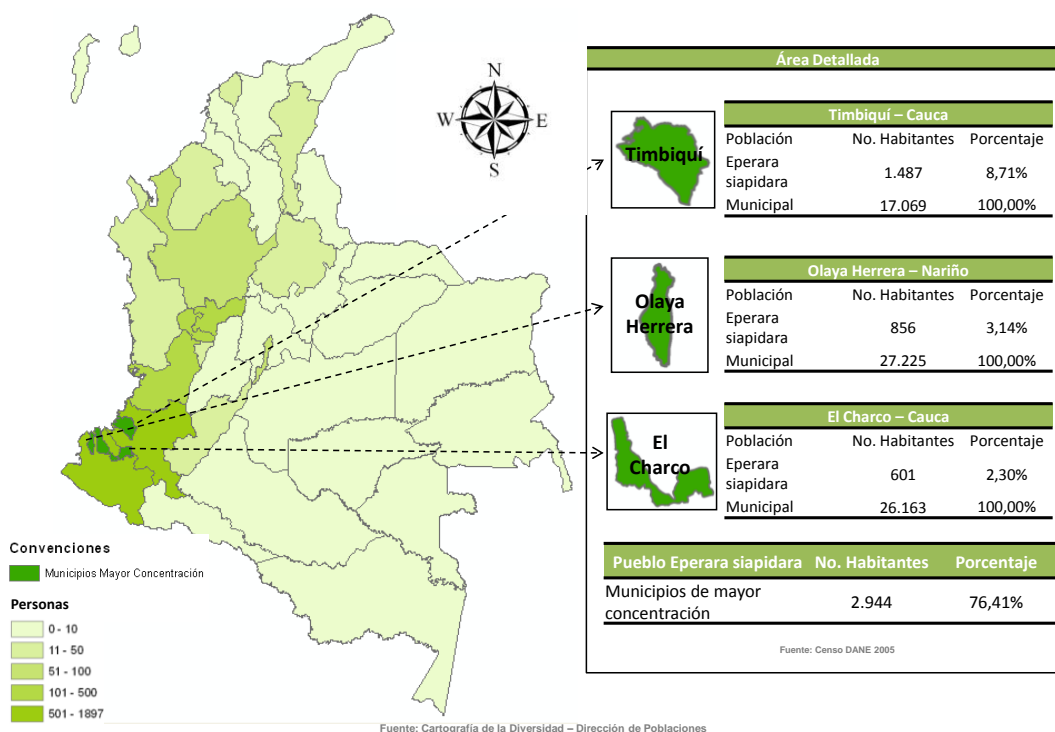 N
W
E
S
Área Detallada
Timbiquí
Timbiquí – Cauca
Población No. Habitantes Porcentaje
Eperara
siapidara 1.487 8,71%
Municipal 17.069 100,00%
Olaya
Herrera
Olaya Herrera – Nariño
Población No. Habitantes Porcentaje
Eperara
siapidara 856 3,14%
Municipal 27.225 100,00%
El
Charco
El Charco – Cauca
Población No. Habitantes Porcentaje
Eperara
siapidara 601 2,30%
Municipal 26.163 100,00%
Pueblo Eperara siapidara No. Habitantes Porcentaje
Municipios de mayor
concentración 2.944 76,41%
Fuente: Censo DANE 2005
Convenciones
Municipios Mayor Concentración
Personas
0 - 10
11 - 50
51 - 100
101 - 500
501 - 1897
Fuente: Cartografía de la Diversidad – Dirección de Poblaciones